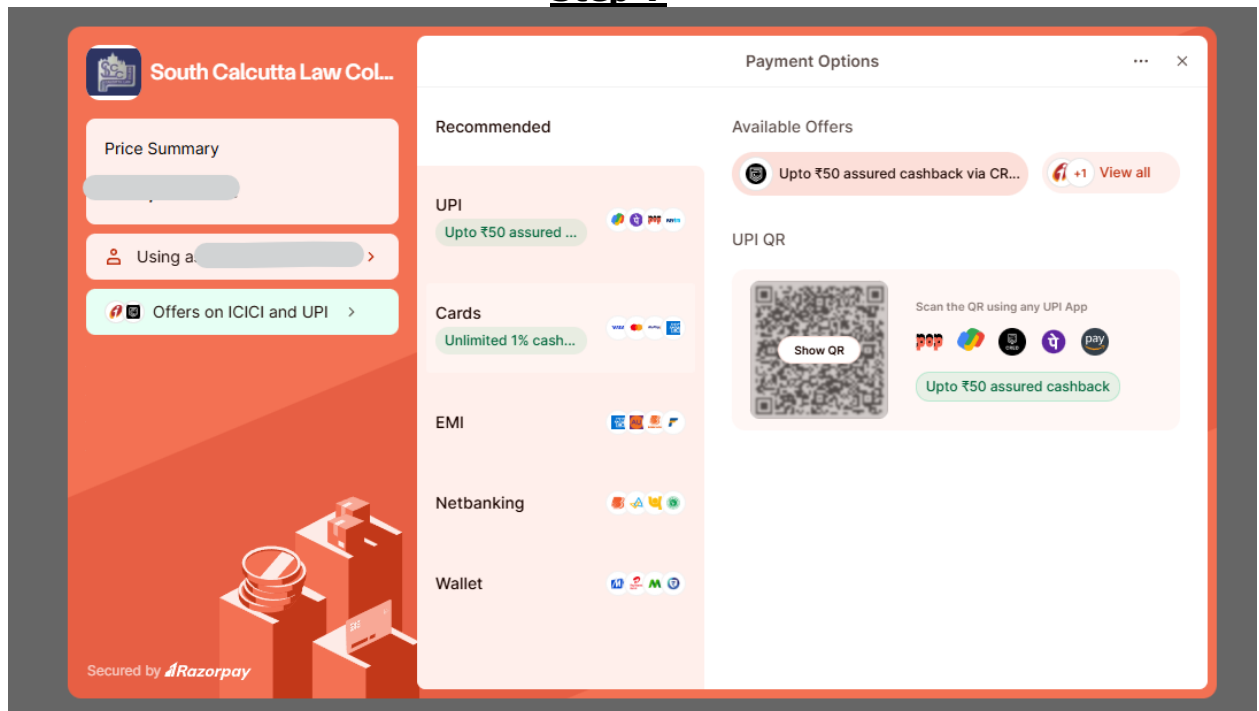 South Calcutta Law Col...
Price Summary
Using a
Offers on ICICI and UPI
Secured by Razorpay
Payment Options
Recommended
UPI
Upto ₹50 assured ...
Cards
Unlimited 1% cash...
EMI
Netbanking
Wallet
Available Offers
Upto ₹50 assured cashback via CR...
+1 View all
UPI QR
Show QR
Scan the QR using any UPI App
pop
pay
Upto ₹50 assured cashback